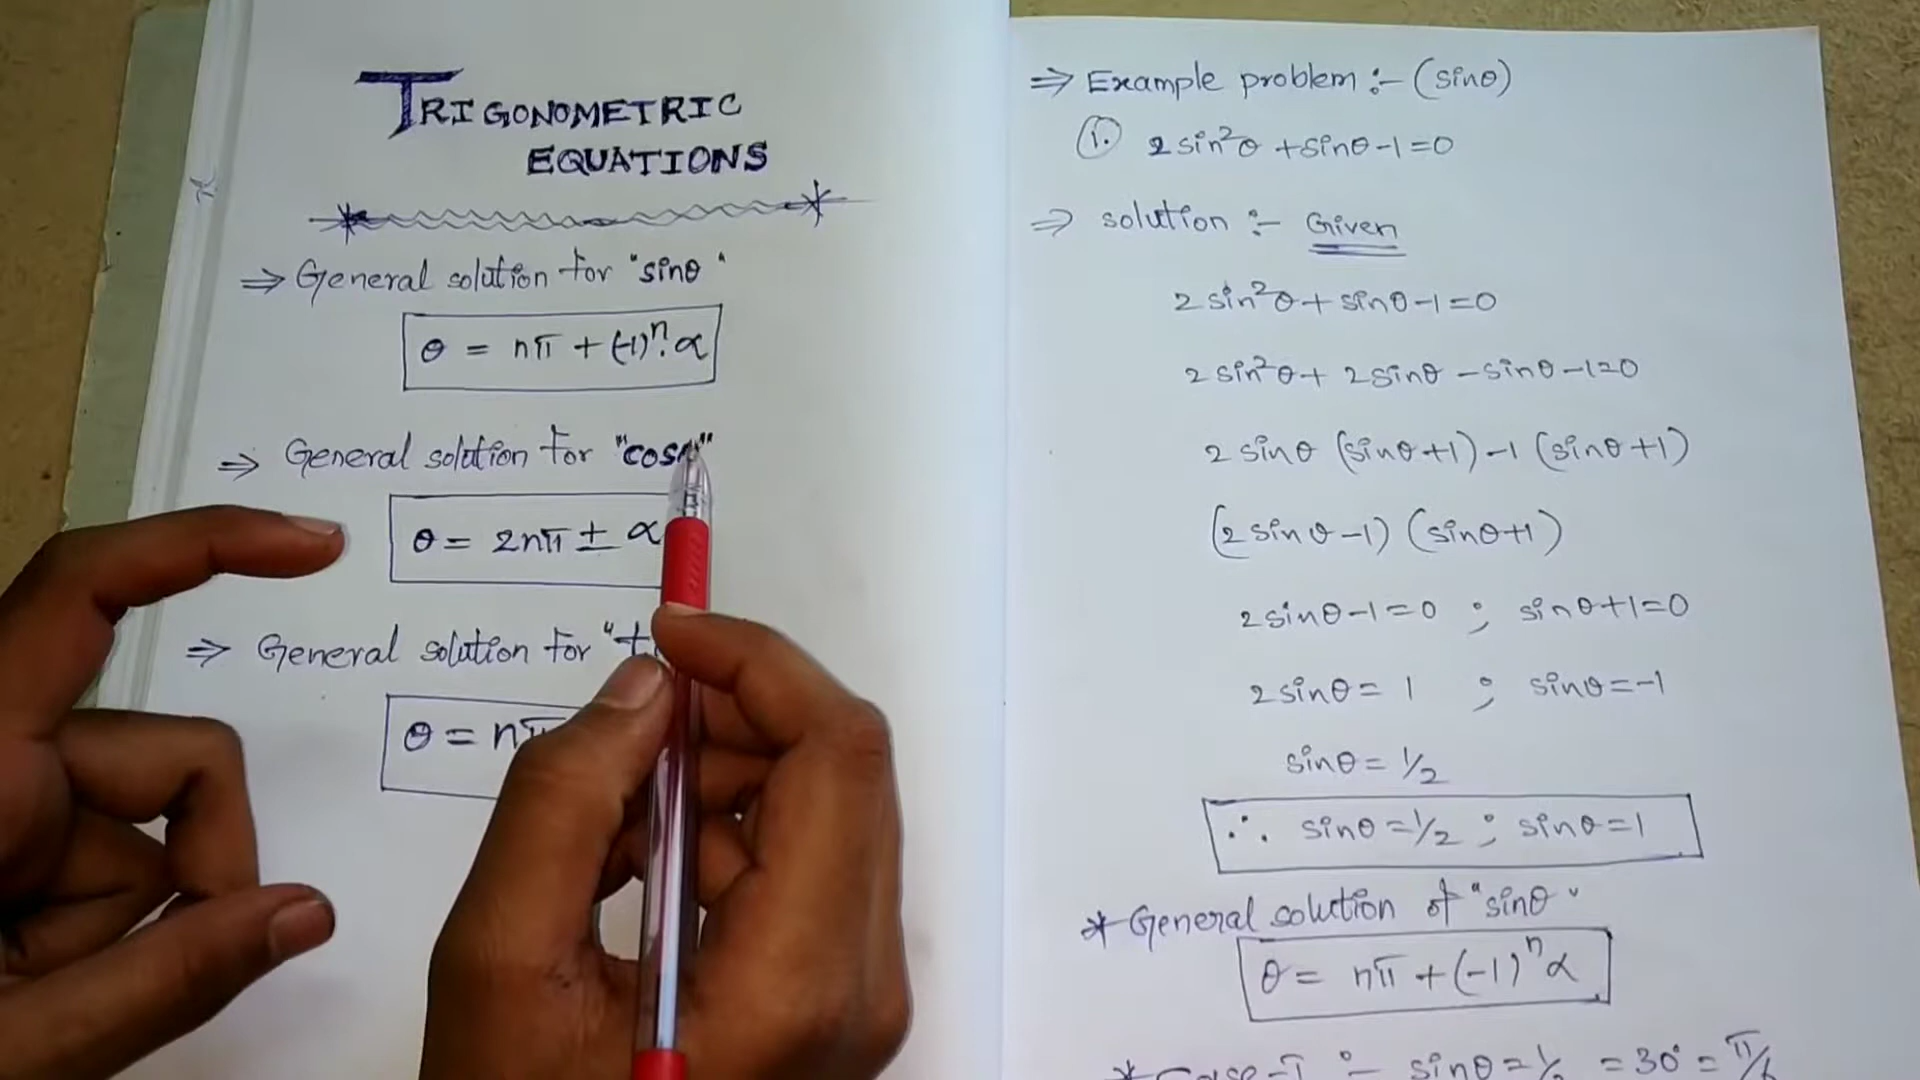 TRIGONOMETRIC
EQUATIONS
⇒ General solution for "sinθ"
θ = nπ + (-1)ⁿ.α
⇒ General solution for "cosθ"
θ = 2nπ ± α
⇒ General solution for
θ = nπ
⇒ Example problem :- (sinθ)
1. 2sin²θ +sinθ-1=0
⇒ solution :- Given
2sin²θ+ sinθ-1=0
2sin²θ+ 2sinθ -sinθ-1=0
2sinθ (sinθ+1)-1 (sinθ+1)
(2sinθ-1) (sinθ+1)
2sinθ-1=0 ; sinθ+1=0
2sinθ= 1 ; sinθ=-1
sinθ= 1/2
∴ sinθ=1/2 ; sinθ=1
* General solution of "sinθ"
θ = nπ +(-1)ⁿα
* Case-I :- sinθ=1/2 =30°= π/6